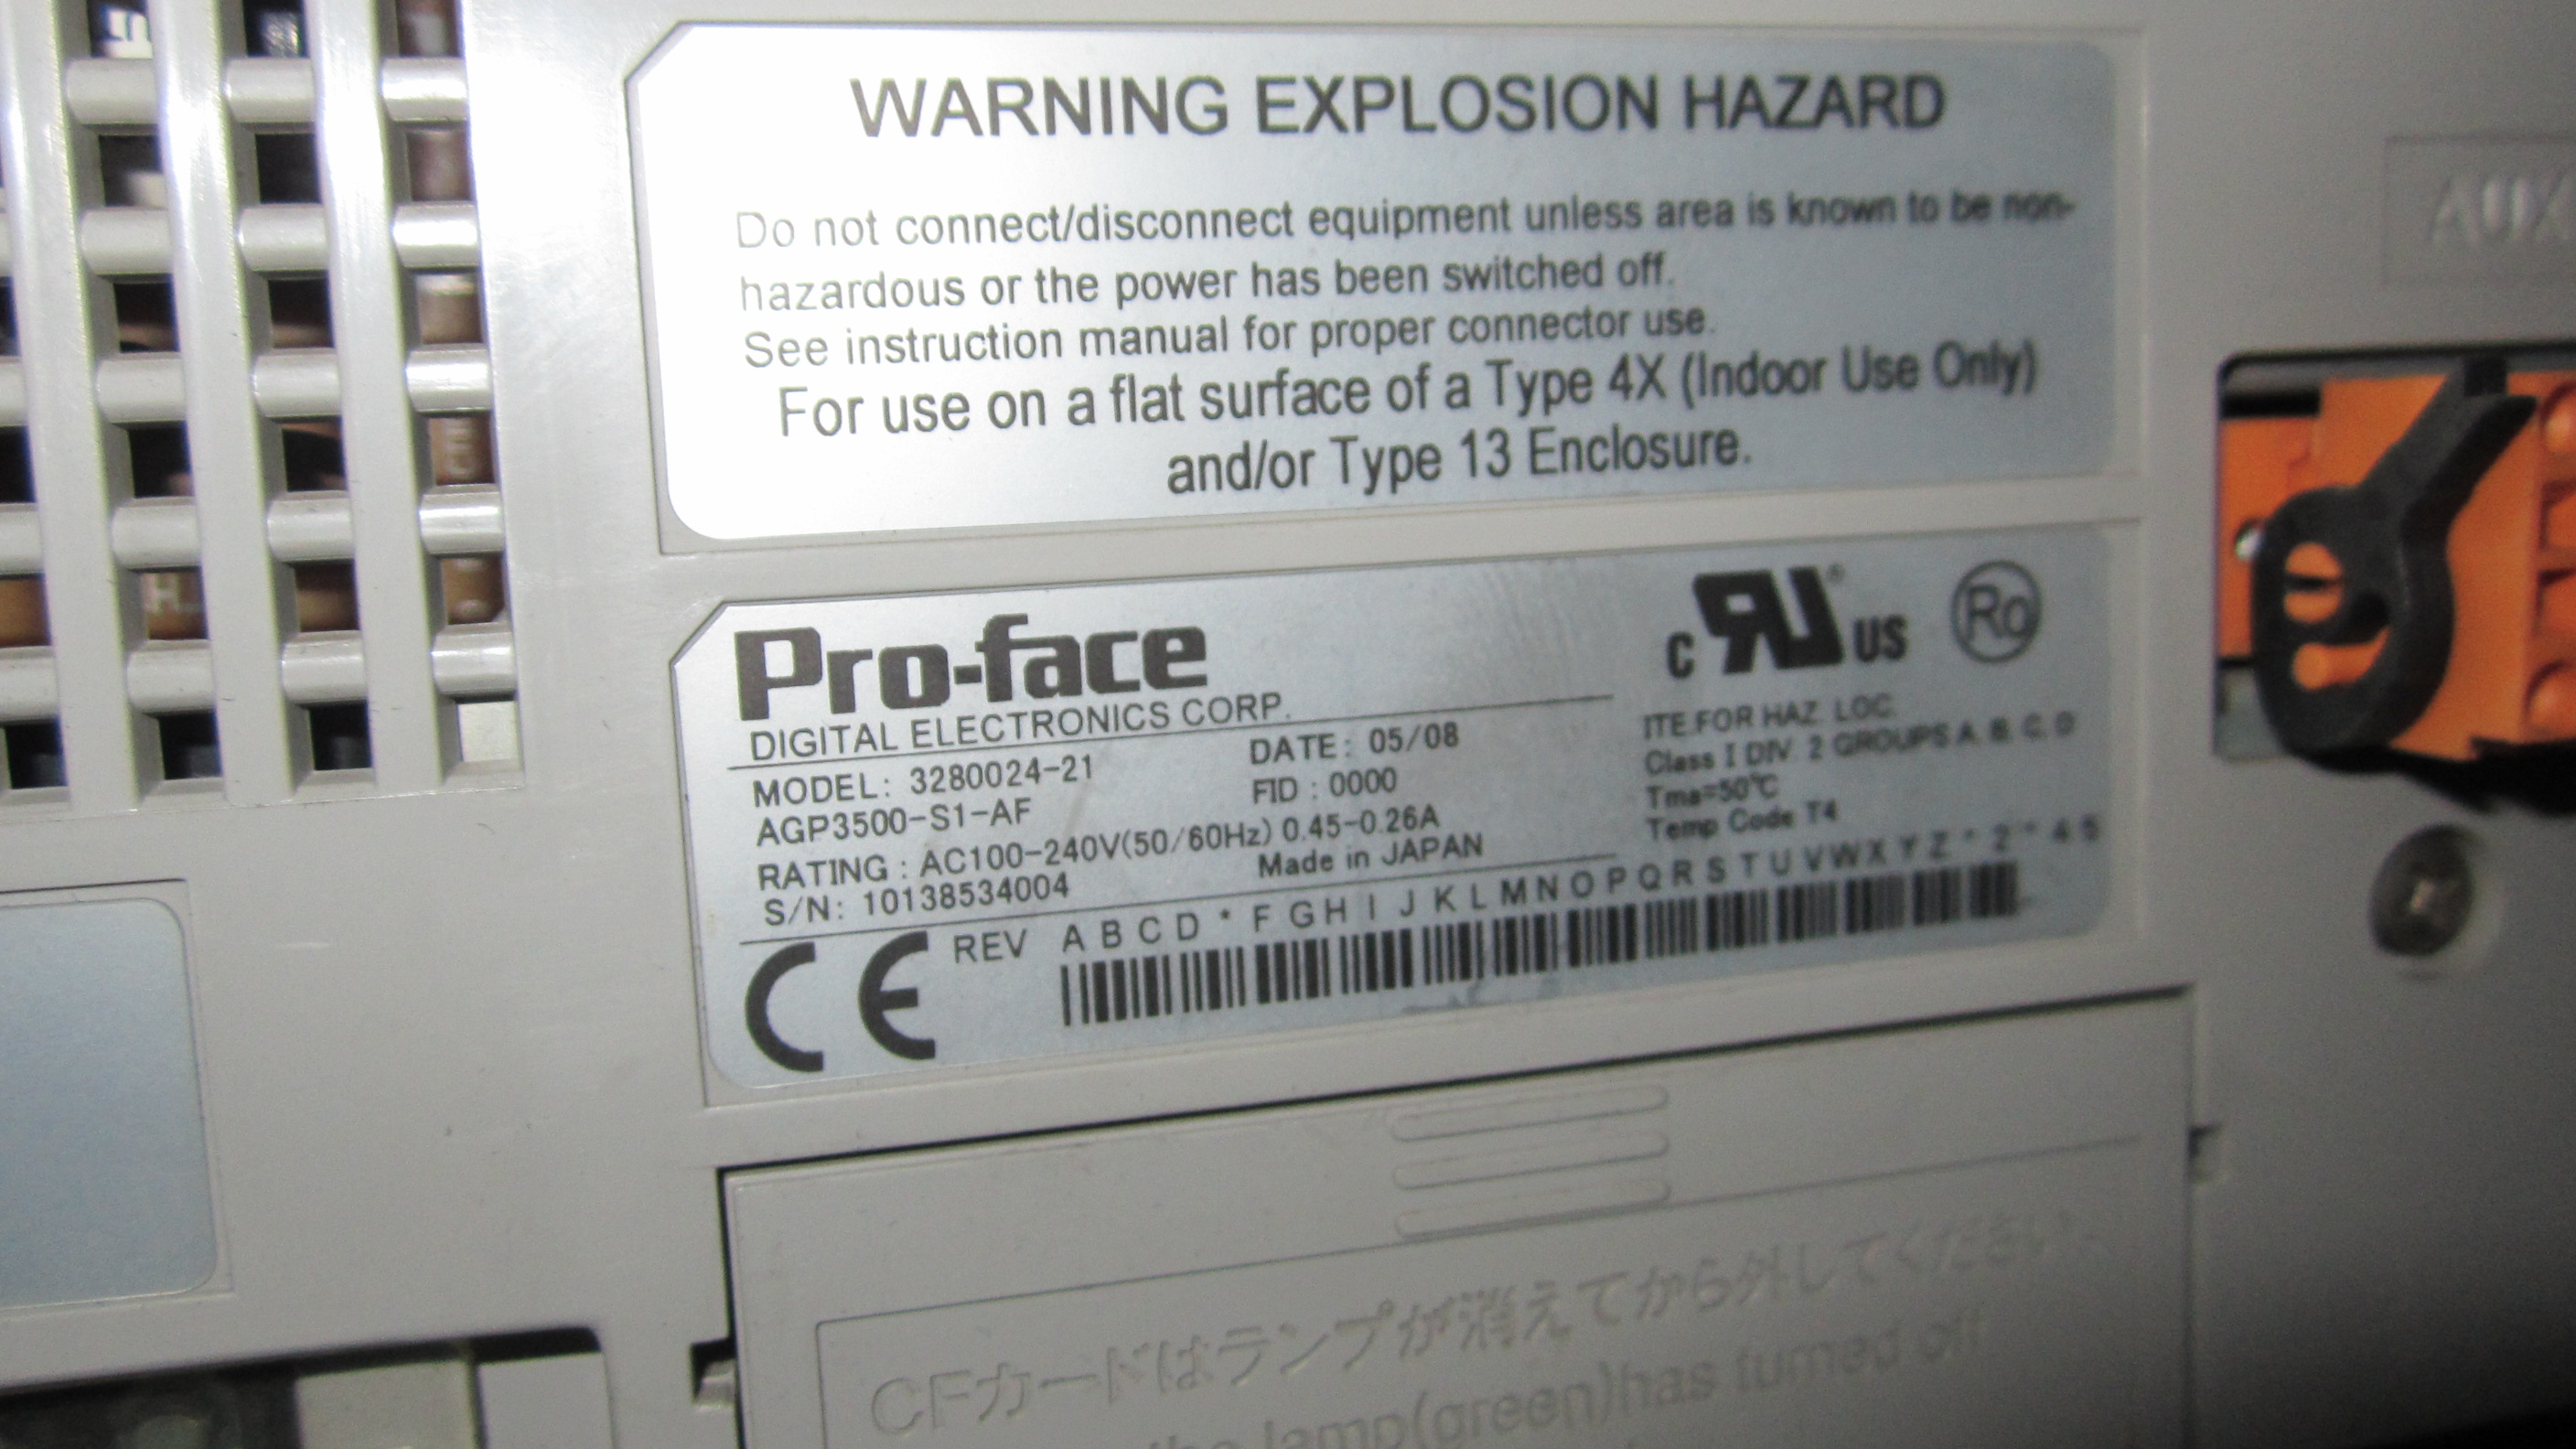 WARNING EXPLOSION HAZARD
Do not connect/disconnect equipment unless area is known to be non-
hazardous or the power has been switched off.
See instruction manual for proper connector use.
For use on a flat surface of a Type 4X (Indoor Use Only)
and/or Type 13 Enclosure.
AUX
Pro-face
DIGITAL ELECTRONICS CORP.
c RU® US
Ro
MODEL: 3280024-21 DATE: 05/08
AGP3500-S1-AF FID : 0000
RATING : AC100-240V(50/60Hz) 0.45-0.26A
S/N: 10138534004 Made in JAPAN
ITE.FOR HAZ. LOC.
Class I DIV. 2 GROUPS A, B, C, D
Tma=50℃
Temp Code T4
CE REV A B C D * F G H I J K L M N O P Q R S T U V W X Y Z * 2 * 4 5
CFカードはランプが消えてから外してください。
the lamp(green)has turned off